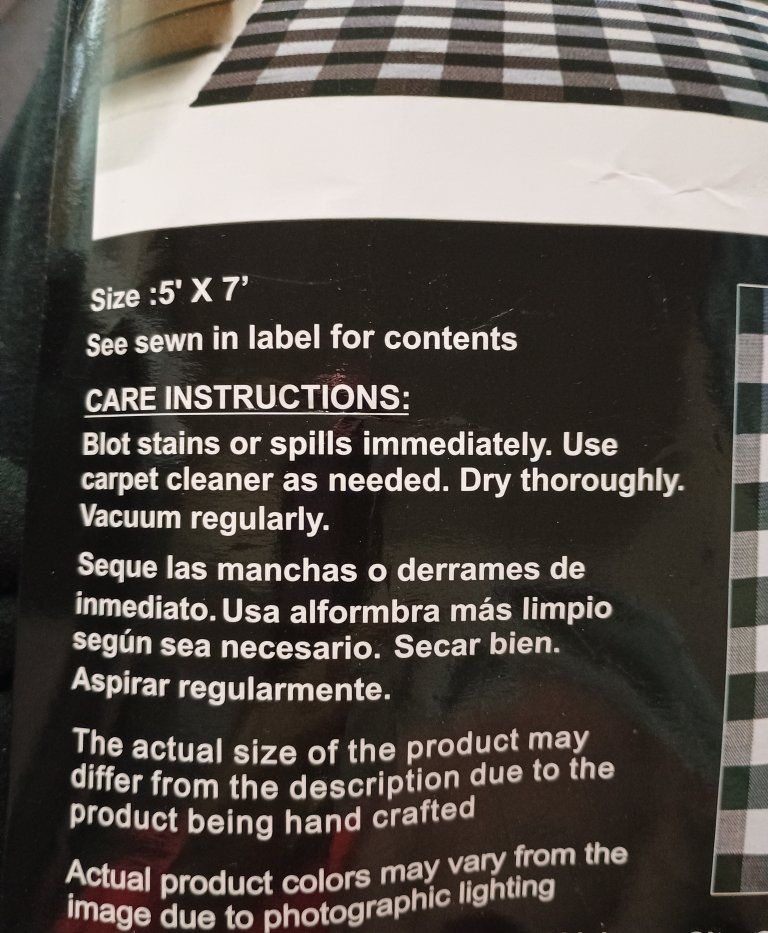 Size :5' X 7’
See sewn in label for contents
CARE INSTRUCTIONS:
Blot stains or spills immediately. Use
carpet cleaner as needed. Dry thoroughly.
Vacuum regularly.
Seque las manchas o derrames de
inmediato. Usa alformbra más limpio
según sea necesario. Secar bien.
Aspirar regularmente.
The actual size of the product may
differ from the description due to the
product being hand crafted
Actual product colors may vary from the
image due to photographic lighting